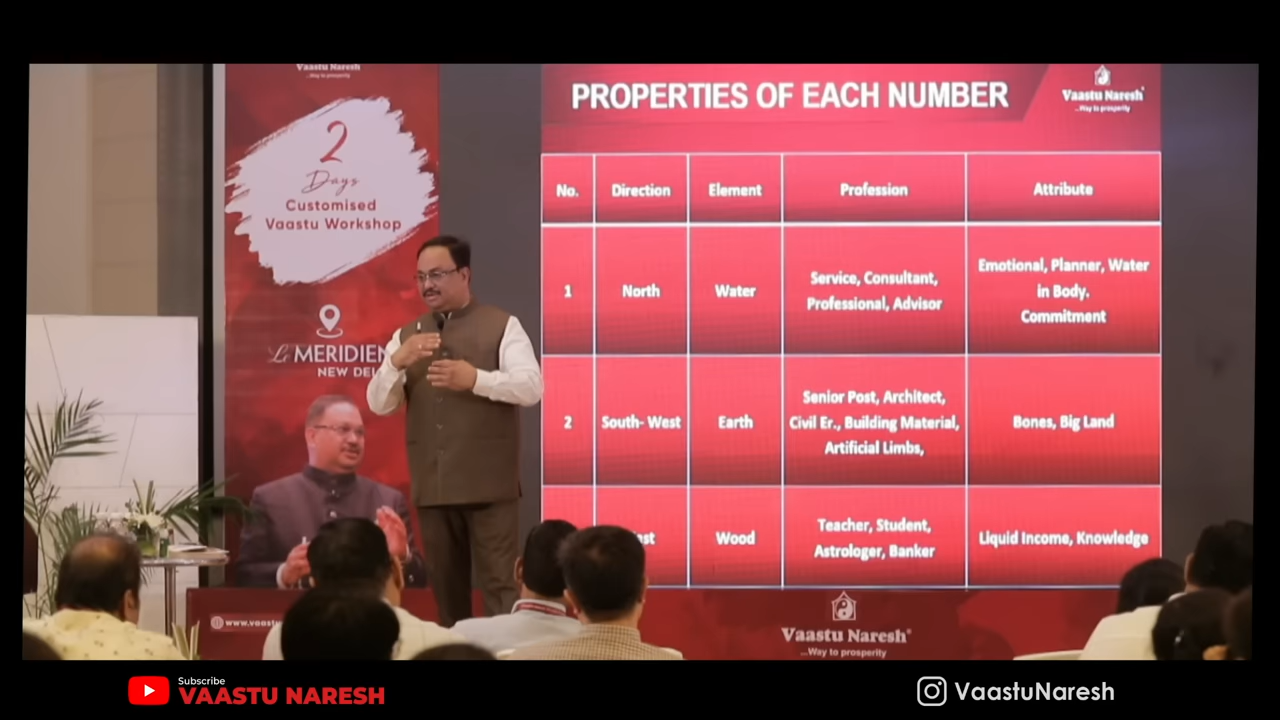 Vaastu Naresh
...Way to prosperity
2
Days
Customised
Vaastu Workshop
Le MERIDIEN
NEW DEL
PROPERTIES OF EACH NUMBER
Vaastu Naresh
...Way to prosperity
No. Direction Element Profession Attribute
1 North Water Service, Consultant,
Professional, Advisor
Emotional, Planner, Water
in Body.
Commitment
2 South- West Earth Senior Post, Architect,
Civil Er., Building Material,
Artificial Limbs,
Bones, Big Land
Wood Teacher, Student,
Astrologer, Banker
Liquid Income, Knowledge
www.vaast
Vaastu Naresh®
...Way to prosperity
Subscribe
VAASTU NARESH
VaastuNaresh